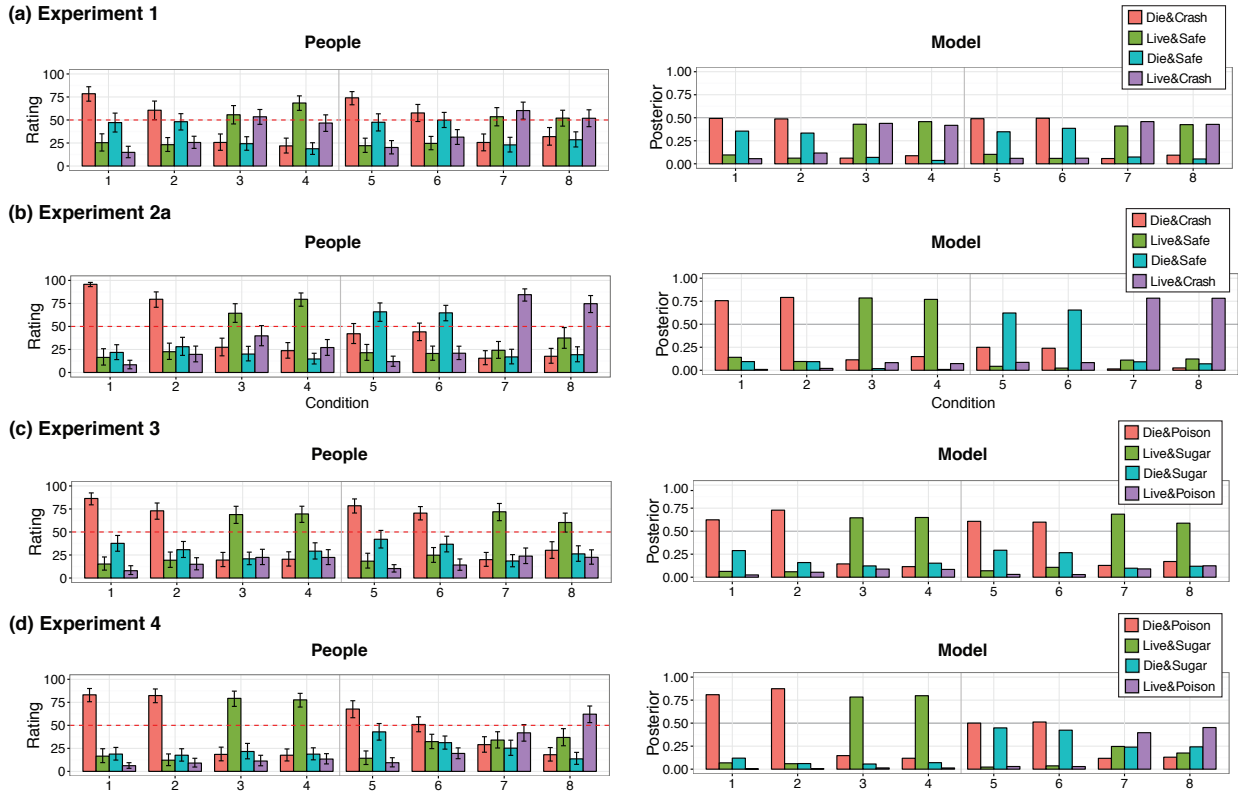 (a) Experiment 1
People
Model
Die&Crash
Live&Safe
Die&Safe
Live&Crash
Rating
100
75
50
25
0
1 2 3 4 5 6 7 8
Posterior
1.00
0.75
0.50
0.25
0.00
1 2 3 4 5 6 7 8
(b) Experiment 2a
People
Model
Die&Crash
Live&Safe
Die&Safe
Live&Crash
Rating
100
75
50
25
0
1 2 3 4 5 6 7 8
Condition
Posterior
1.00
0.75
0.50
0.25
0.00
1 2 3 4 5 6 7 8
Condition
(c) Experiment 3
People
Model
Die&Poison
Live&Sugar
Die&Sugar
Live&Poison
Rating
100
75
50
25
0
1 2 3 4 5 6 7 8
Posterior
1.00
0.75
0.50
0.25
0.00
1 2 3 4 5 6 7 8
(d) Experiment 4
People
Model
Die&Poison
Live&Sugar
Die&Sugar
Live&Poison
Rating
100
75
50
25
0
1 2 3 4 5 6 7 8
Posterior
1.00
0.75
0.50
0.25
0.00
1 2 3 4 5 6 7 8